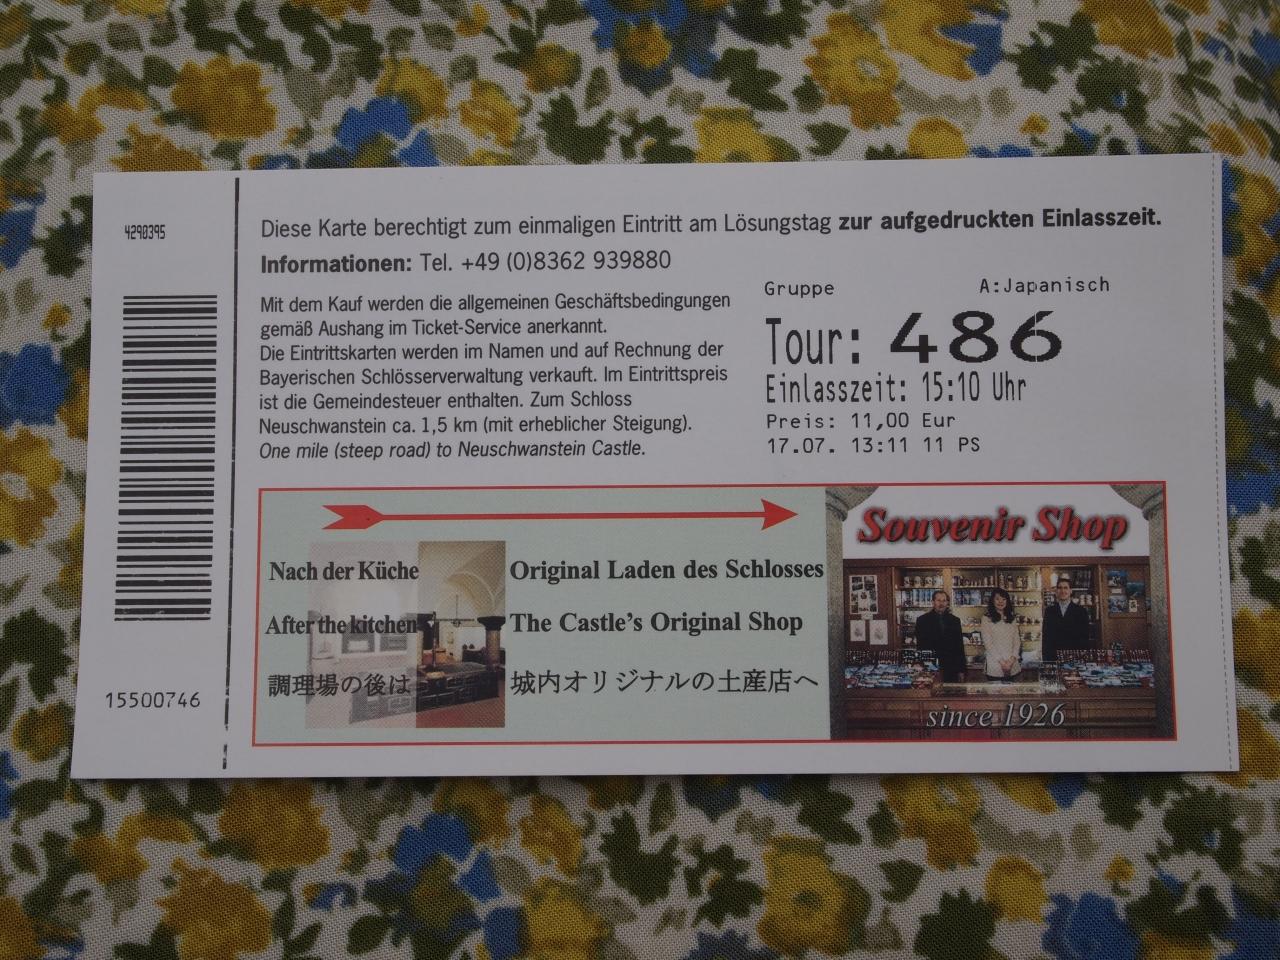 4290395
15500746
Diese Karte berechtigt zum einmaligen Eintritt am Lösungstag zur aufgedruckten Einlasszeit.
Informationen: Tel. +49 (0)8362 939880
Mit dem Kauf werden die allgemeinen Geschäftsbedingungen
gemäß Aushang im Ticket-Service anerkannt.
Die Eintrittskarten werden im Namen und auf Rechnung der
Bayerischen Schlösserverwaltung verkauft. Im Eintrittspreis
ist die Gemeindesteuer enthalten. Zum Schloss
Neuschwanstein ca. 1,5 km (mit erheblicher Steigung).
One mile (steep road) to Neuschwanstein Castle.
Gruppe A:Japanisch
Tour: 486
Einlasszeit: 15:10 Uhr
Preis: 11,00 Eur
17.07. 13:11 11 PS
Nach der Küche Original Laden des Schlosses
After the kitchen The Castle's Original Shop
調理場の後は 城内オリジナルの土産店へ
Souvenir Shop
since 1926